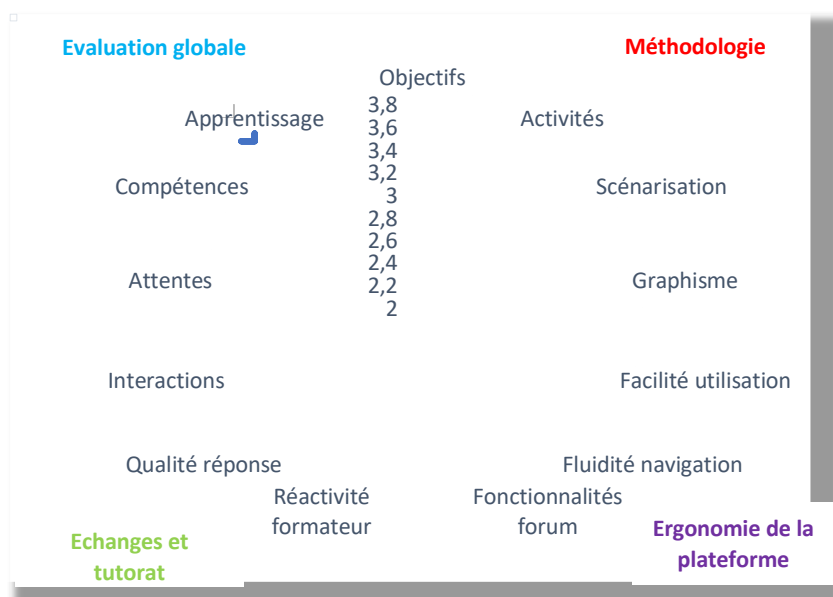 Evaluation globale
Méthodologie
Objectifs
3,8
Apprentissage
Activités
3,6
3,4
3,2
Compétences
Scénarisation
3
2,8
2,6
2,4
Attentes
Graphisme
2,2
2
Interactions
Facilité utilisation
Qualité réponse
Fluidité navigation
Réactivité
formateur
Fonctionnalités
forum
Echanges et
tutorat
Ergonomie de la
plateforme